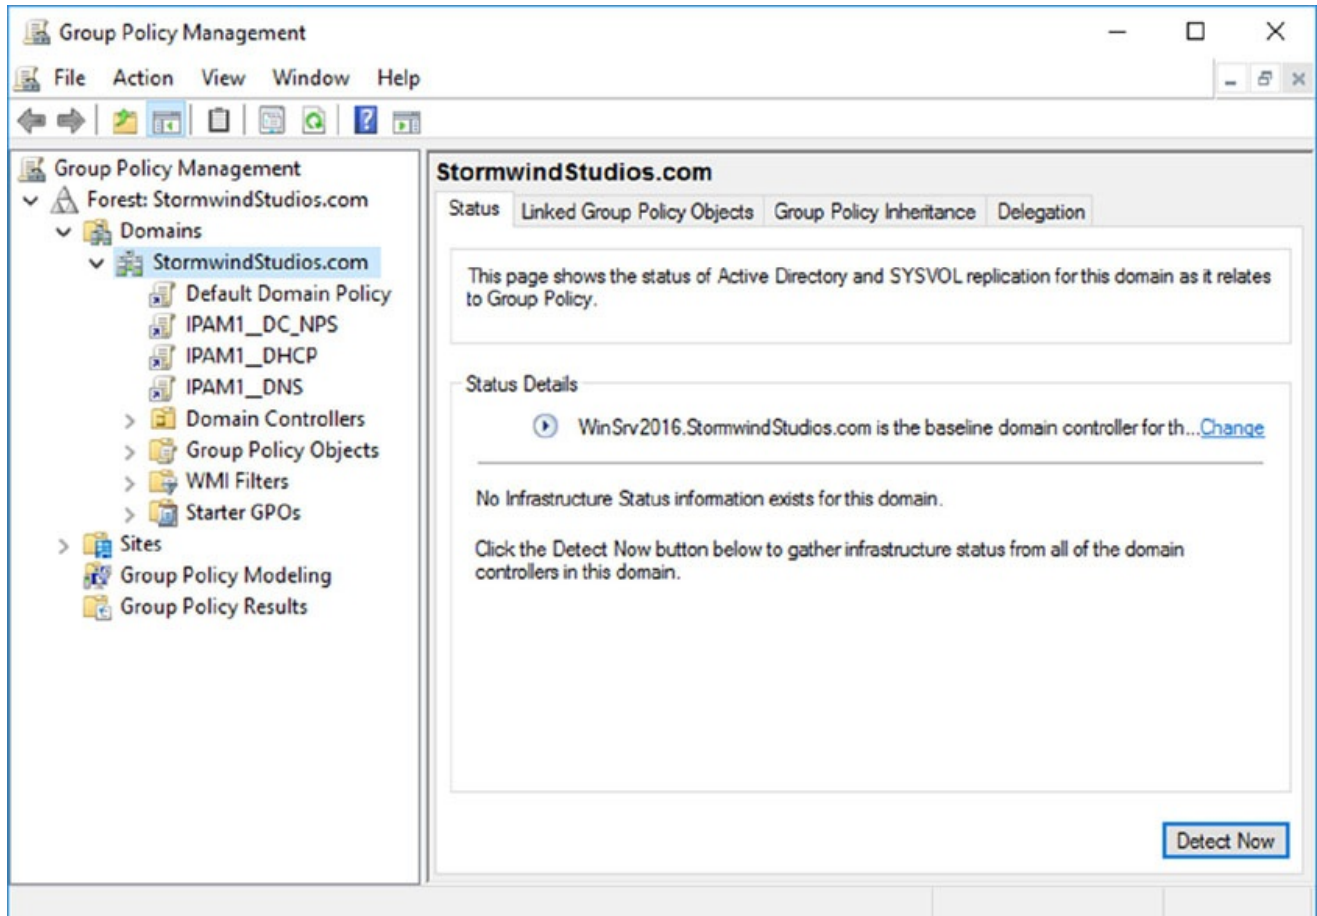 Group Policy Management
File Action View Window Help
Group Policy Management
Forest: StormwindStudios.com
Domains
StormwindStudios.com
Default Domain Policy
IPAM1__DC_NPS
IPAM1__DHCP
IPAM1__DNS
Domain Controllers
Group Policy Objects
WMI Filters
Starter GPOs
Sites
Group Policy Modeling
Group Policy Results
StormwindStudios.com
Status Linked Group Policy Objects Group Policy Inheritance Delegation
This page shows the status of Active Directory and SYSVOL replication for this domain as it relates
to Group Policy.
Status Details
WinSrv2016.StormwindStudios.com is the baseline domain controller for th...Change
No Infrastructure Status information exists for this domain.
Click the Detect Now button below to gather infrastructure status from all of the domain
controllers in this domain.
Detect Now